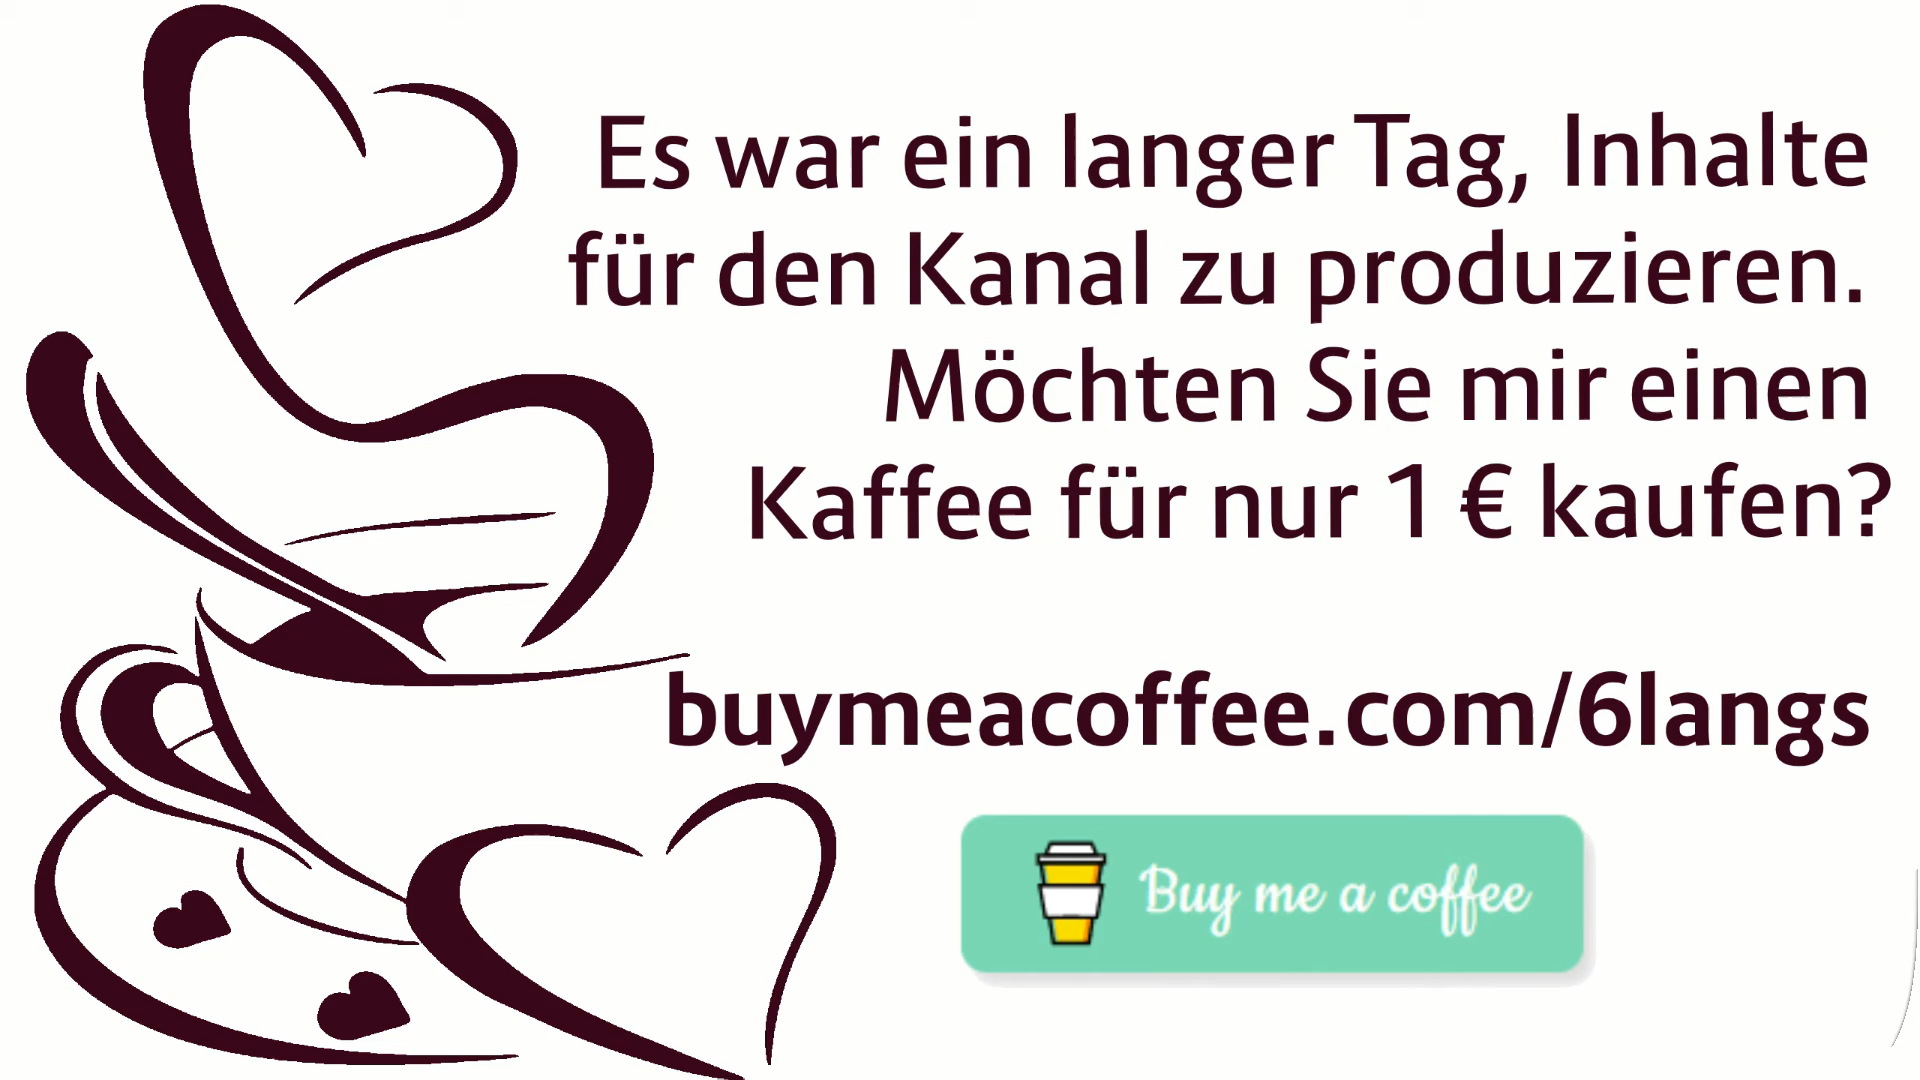 Es war ein langer Tag, Inhalte
für den Kanal zu produzieren.
Möchten Sie mir einen
Kaffee für nur 1 € kaufen?
buymeacoffee.com/6langs
Buy me a coffee